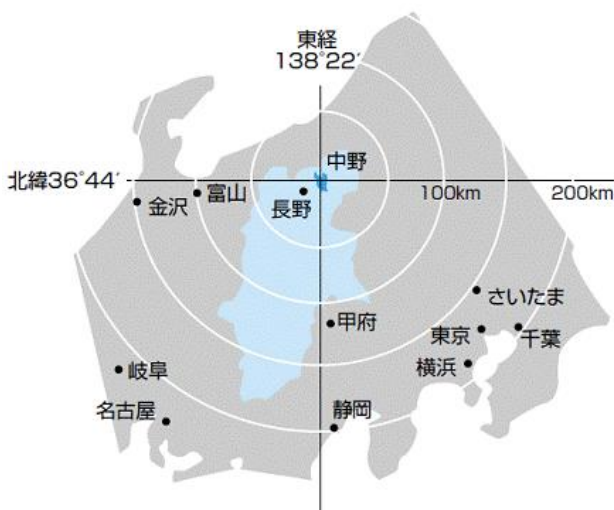 東経
138°22′
中野
北緯36°44′
100km
200km
富山
金沢
長野
さいたま
甲府
東京
千葉
横浜
岐阜
名古屋
静岡